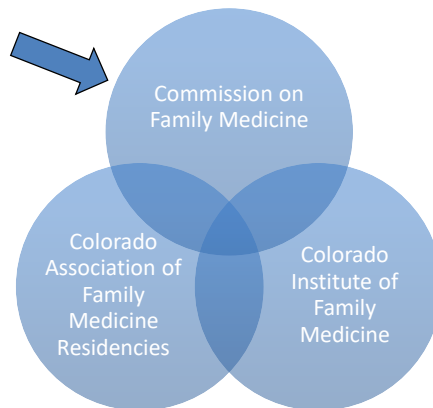 Commission on
Family Medicine
Colorado
Association of
Family
Medicine
Residencies
Colorado
Institute of
Family
Medicine